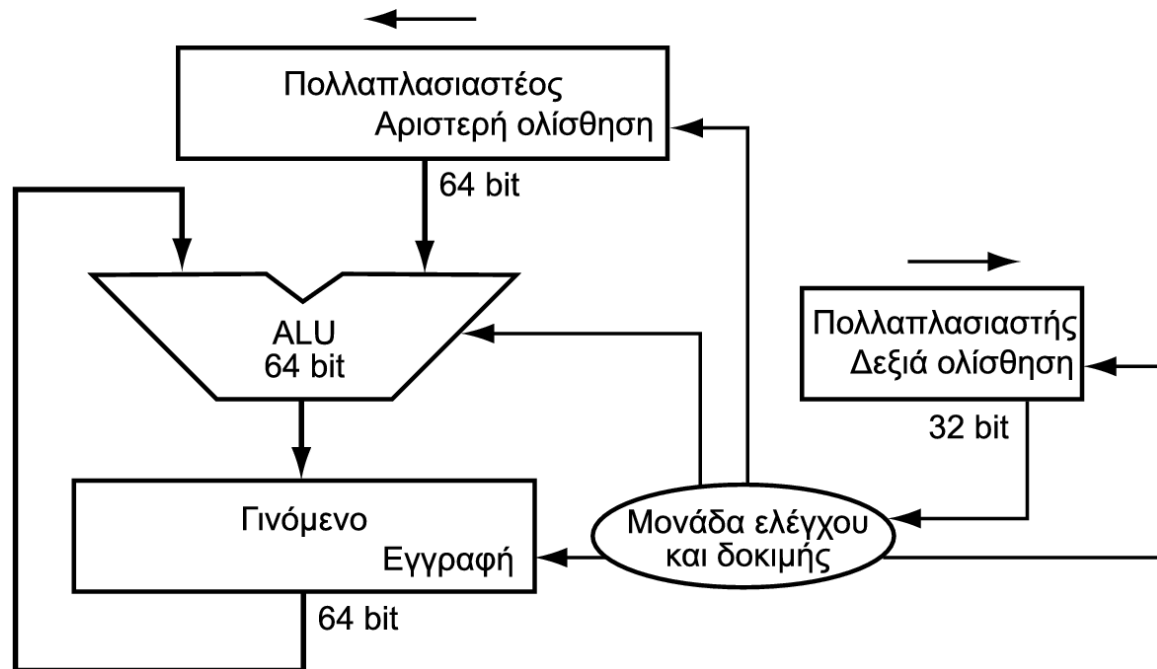 Πολλαπλασιαστέος
Αριστερή ολίσθηση
64 bit
ALU
64 bit
Πολλαπλασιαστής
Δεξιά ολίσθηση
32 bit
Γινόμενο
Εγγραφή
64 bit
Μονάδα ελέγχου
και δοκιμής